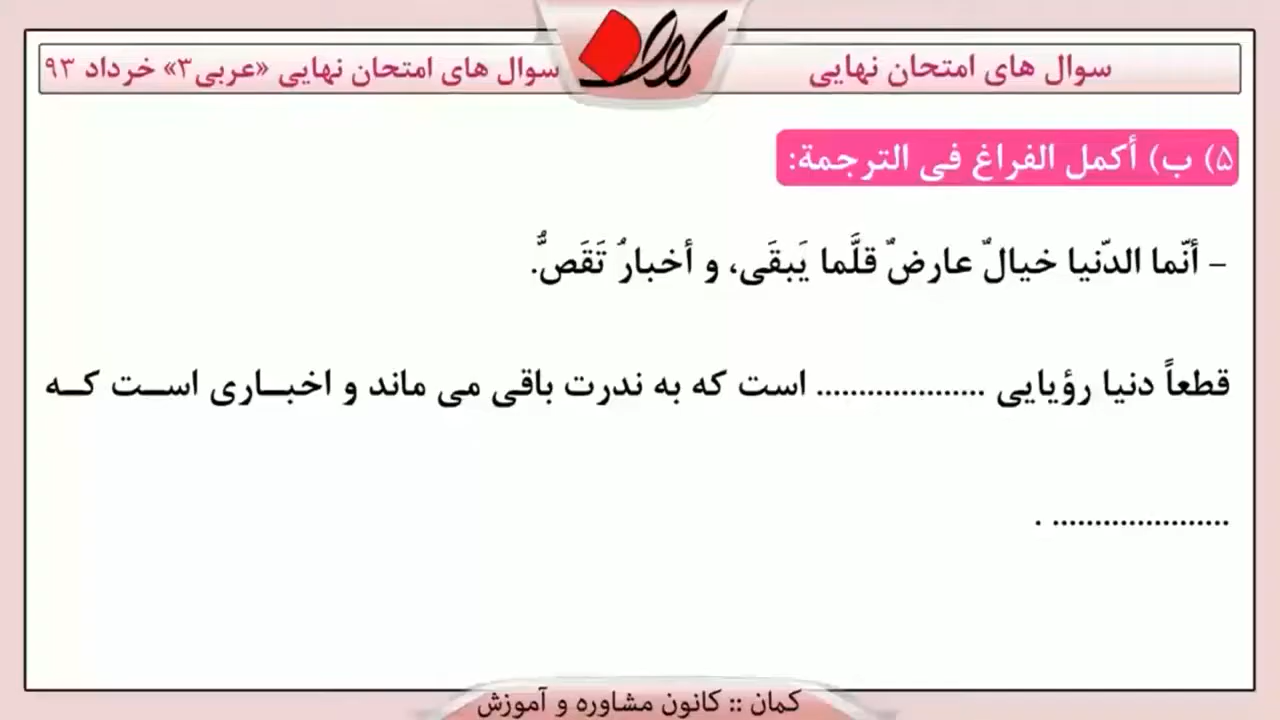 سوال های امتحان نهایی
سوال های امتحان نهایی «عربی۳» خرداد ۹۳
۵) ب) أکمل الفراغ فی الترجمة:
– أنّما الدّنیا خیالٌ عارضٌ قلَّما یَبقَی، و أخبارٌ تَقَصُّ.
قطعاً دنیا رؤیایی .................... است که به ندرت باقی می ماند و اخبـاری اسـت کـه
..................... .
کمان :: کانون مشاوره و آموزش